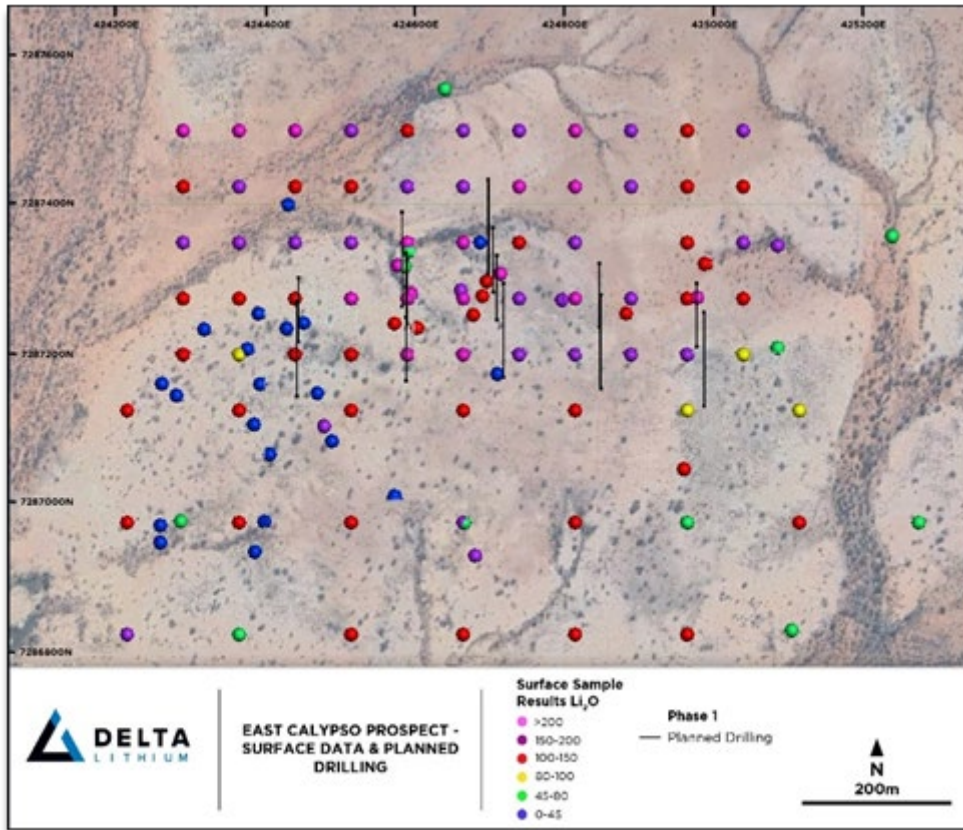 424200E 424400E 424600E 424800E 425000E 425200E
7287600N
7287400N
7287200N
7287000N
7286800N
DELTA
LITHIUM
EAST CALYPSO PROSPECT -
SURFACE DATA & PLANNED
DRILLING
Surface Sample
Results Li₂O
>200
150-200
100-150
80-100
45-80
0-45
Phase 1
Planned Drilling
N
200m